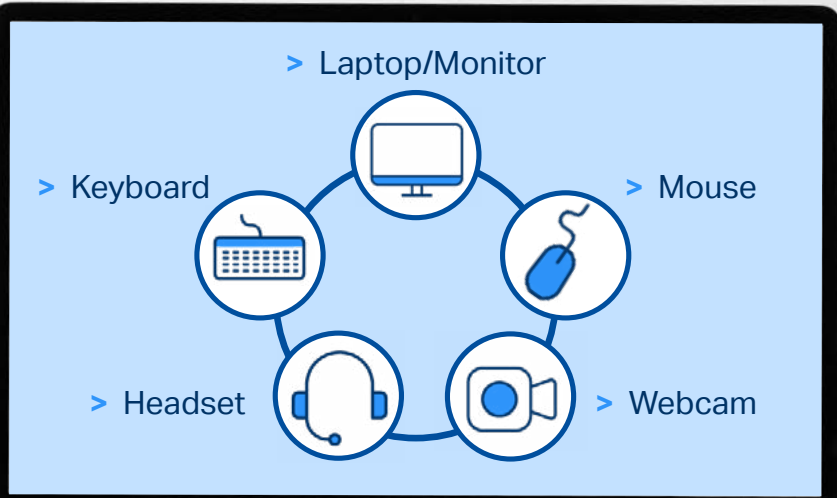 > Laptop/Monitor
> Keyboard
> Mouse
> Headset
> Webcam